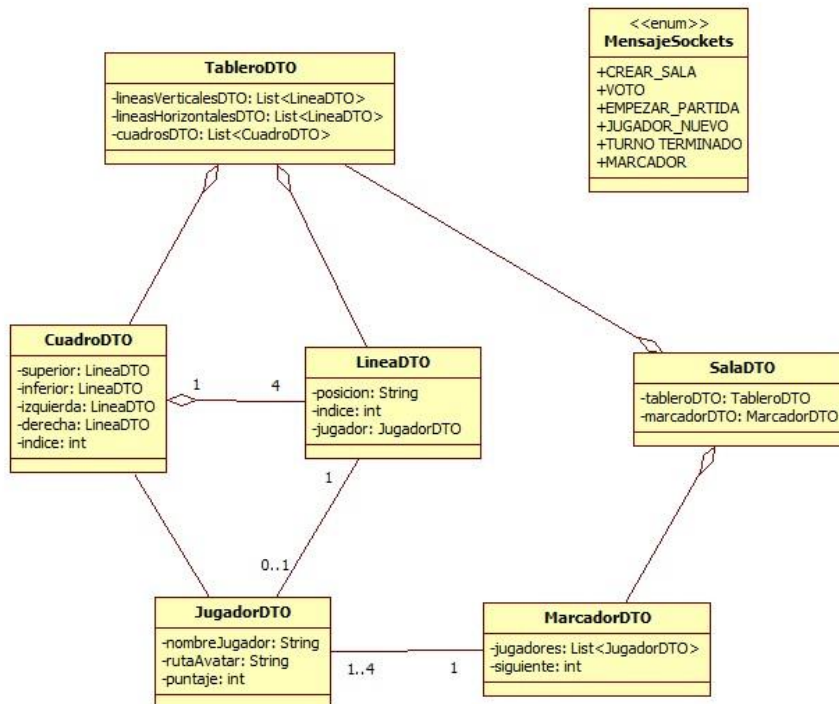 TableroDTO
-lineasVerticalesDTO: List<LineaDTO>
-lineasHorizontalesDTO: List<LineaDTO>
-cuadrosDTO: List<CuadroDTO>
<<enum>>
MensajeSockets
+CREAR_SALA
+VOTO
+EMPEZAR_PARTIDA
+JUGADOR_NUEVO
+TURNO TERMINADO
+MARCADOR
CuadroDTO
-superior: LineaDTO
-inferior: LineaDTO
-izquierda: LineaDTO
-derecha: LineaDTO
-indice: int
1
4
LineaDTO
-posicion: String
-indice: int
-jugador: JugadorDTO
SalaDTO
-tableroDTO: TableroDTO
-marcadorDTO: MarcadorDTO
1
0..1
JugadorDTO
-nombreJugador: String
-rutaAvatar: String
-puntaje: int
1..4
1
MarcadorDTO
-jugadores: List<JugadorDTO>
-siguiente: int